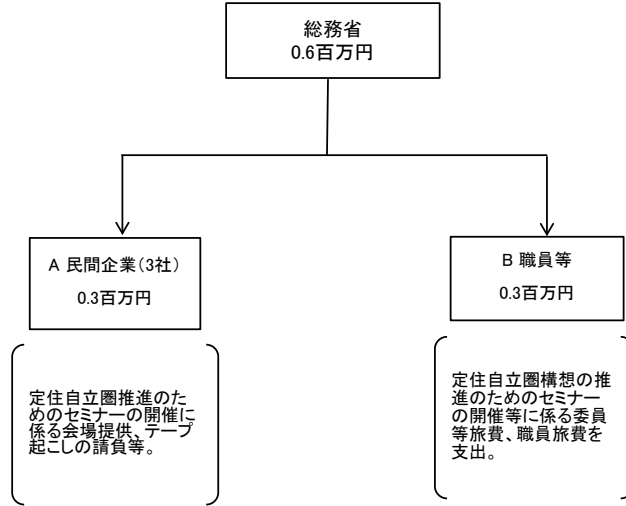 総務省
0.6百万円
A 民間企業（3社）
0.3百万円
B 職員等
0.3百万円
定住自立圏推進のた
めのセミナーの開催に
係る会場提供、テープ
起こしの請負等。
定住自立圏構想の推
進のためのセミナー
の開催等に係る委員
等旅費、職員旅費を
支出。